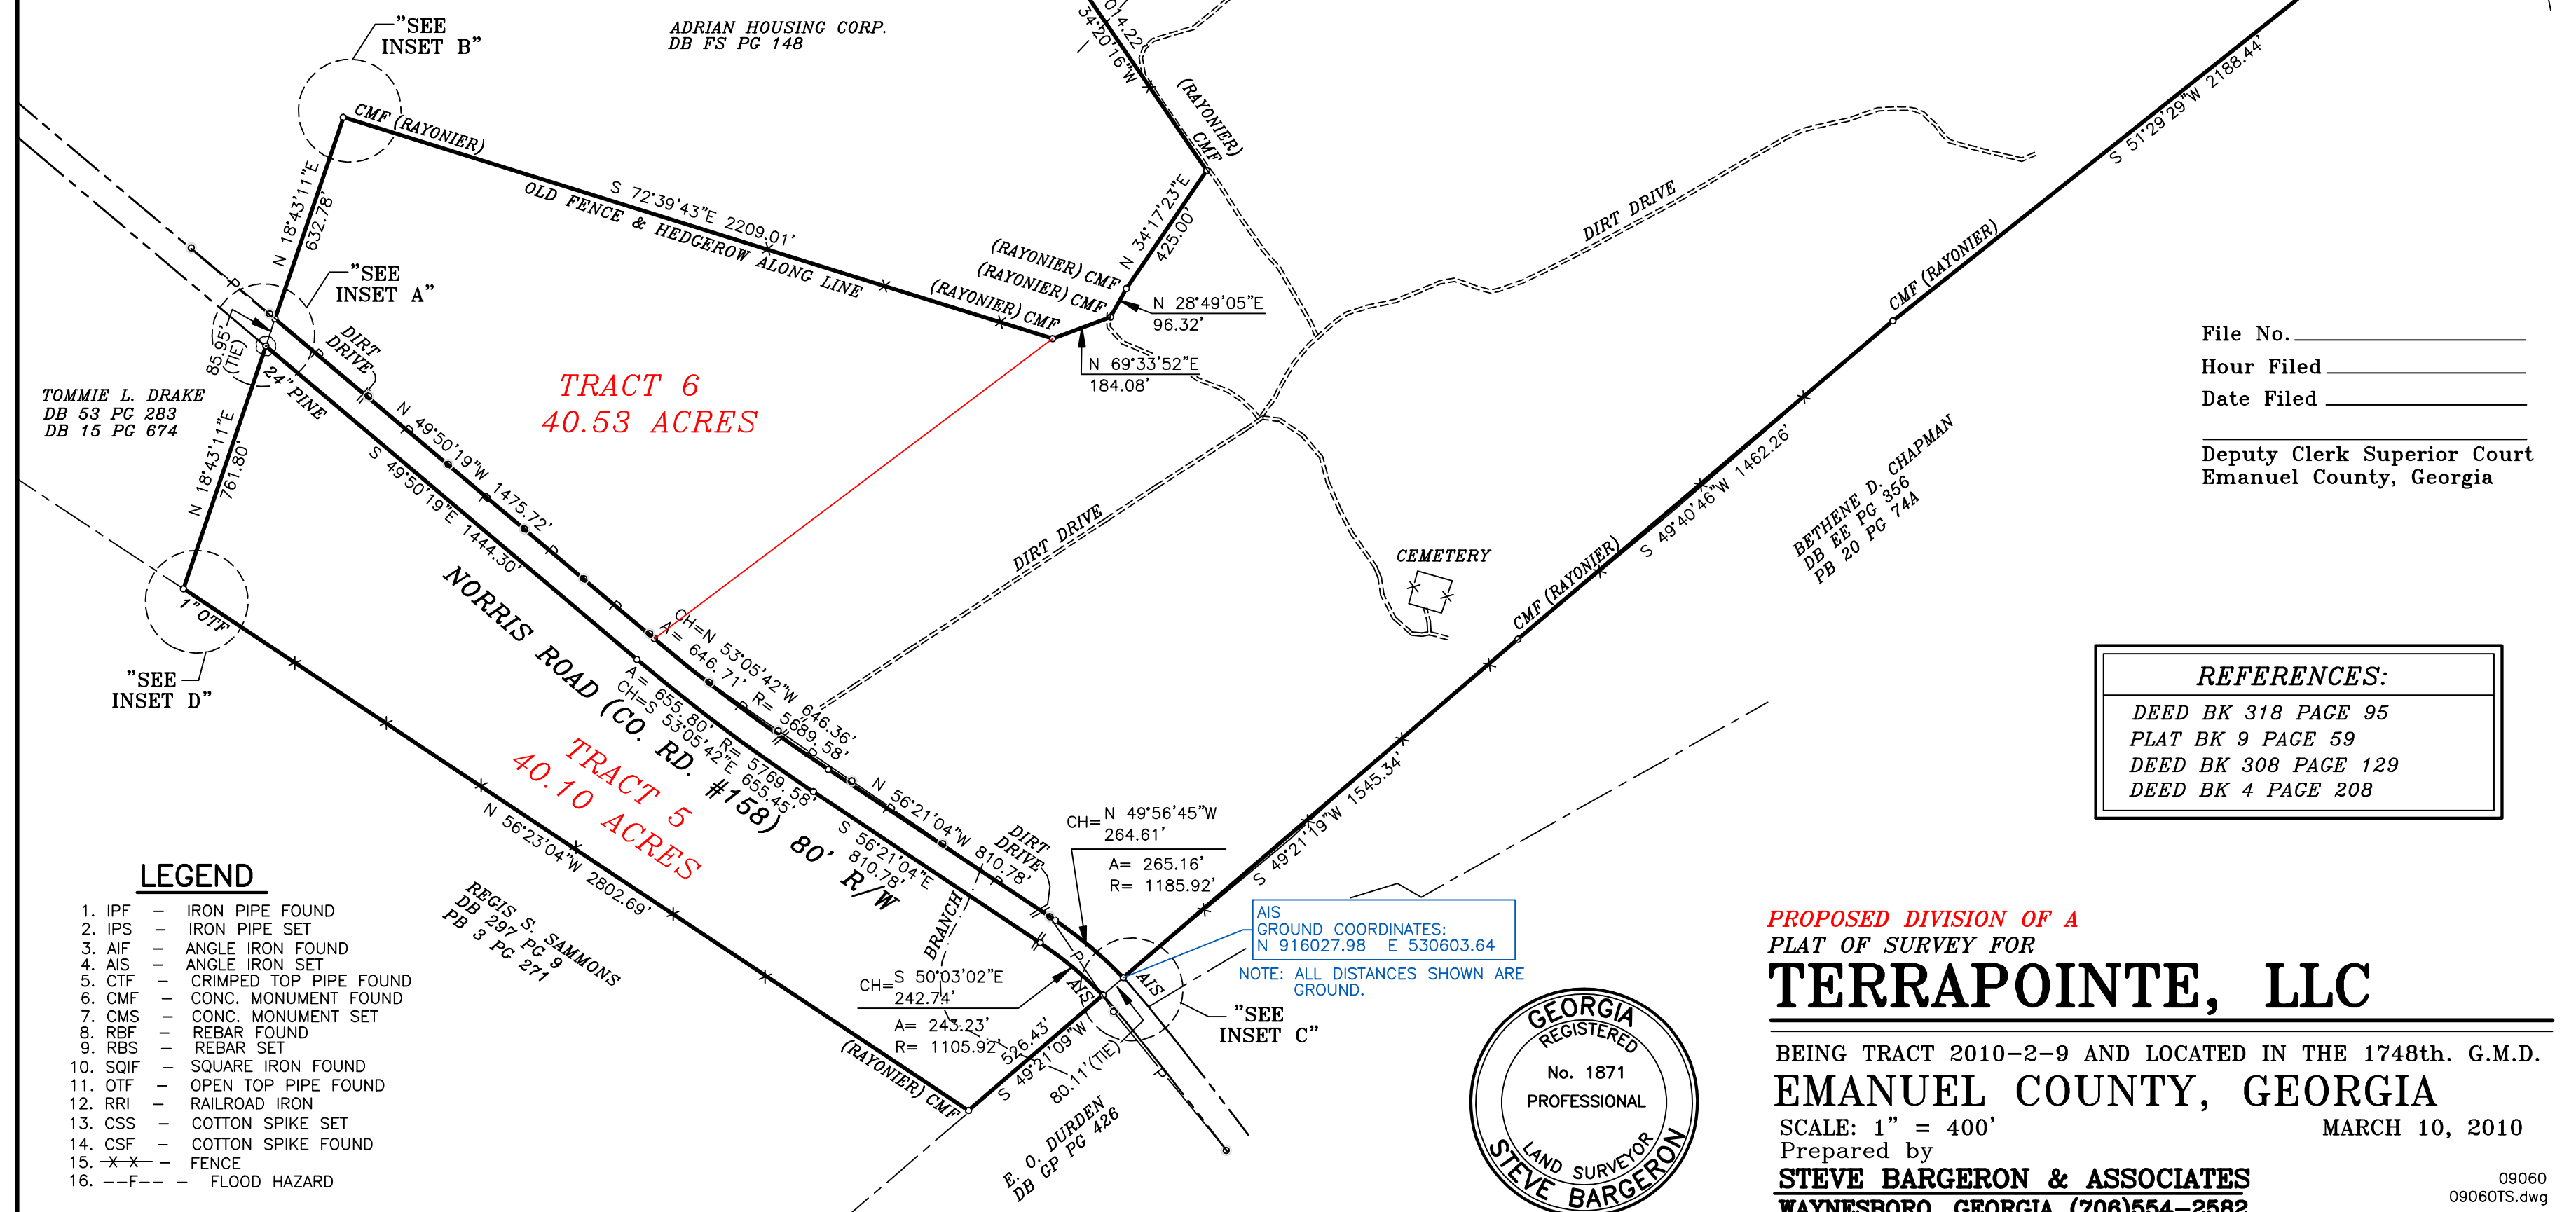 "SEE
INSET B"
ADRIAN HOUSING CORP.
DB FS PG 148
014.22'
34°20'16"W
(RAYONIER)
CMF
S 51°29'29"W 2188.44'
CMF (RAYONIER)
N 18°43'11"E
632.78'
S 72°39'43"E 2209.01'
OLD FENCE & HEDGEROW ALONG LINE
"SEE
INSET A"
P
85.95'
(TIE)
DIRT
DRIVE
24" PINE
TOMMIE L. DRAKE
DB 53 PG 283
DB 15 PG 674
N 18°43'11"E
761.80'
TRACT 6
40.53 ACRES
(RAYONIER) CMF
(RAYONIER) CMF
(RAYONIER) CMF
N 34°17'23"E
425.00'
N 28°49'05"E
96.32'
N 69°33'52"E
184.08'
DIRT DRIVE
DIRT DRIVE
CEMETERY
CMF (RAYONIER)
S 49°40'46"W 1462.26'
CMF (RAYONIER)
BETHENE D. CHAPMAN
DB EE PG 356
PB 20 PG 74A
File No.
Hour Filed
Date Filed
Deputy Clerk Superior Court
Emanuel County, Georgia
N 49°50'19"W 1475.72'
S 49°50'19"E 1444.30'
NORRIS ROAD (CO. RD. #158) 80' R/W
1" OTF
"SEE
INSET D"
CH=N 53°05'42"W 646.36'
A= 646.71' R= 5689.58'
A= 655.80' R= 5769.58'
CH=S 53°05'42"E 655.45'
TRACT 5
40.10 ACRES
N 56°21'04"W 810.78'
S 56°21'04"E
810.78'
DIRT
DRIVE
BRANCH
N 56°23'04"W 2802.69'
REGIS S. SAMMONS
DB 297 PG 9
PB 3 PG 271
CH= N 49°56'45"W
264.61'
A= 265.16'
R= 1185.92'
S 49°21'19"W 1545.34'
CH= S 50°03'02"E
242.74'
A= 243.23'
R= 1105.92'
AIS
AIS
P
P
AIS
GROUND COORDINATES:
N 916027.98 E 530603.64
NOTE: ALL DISTANCES SHOWN ARE
GROUND.
"SEE
INSET C"
(RAYONIER) CMF
526.43'
S 49°21'09"W
80.11'(TIE)
E. O. DURDEN
DB GP PG 426
REFERENCES:
DEED BK 318 PAGE 95
PLAT BK 9 PAGE 59
DEED BK 308 PAGE 129
DEED BK 4 PAGE 208
LEGEND
1. IPF – IRON PIPE FOUND
2. IPS – IRON PIPE SET
3. AIF – ANGLE IRON FOUND
4. AIS – ANGLE IRON SET
5. CTF – CRIMPED TOP PIPE FOUND
6. CMF – CONC. MONUMENT FOUND
7. CMS – CONC. MONUMENT SET
8. RBF – REBAR FOUND
9. RBS – REBAR SET
10. SQIF – SQUARE IRON FOUND
11. OTF – OPEN TOP PIPE FOUND
12. RRI – RAILROAD IRON
13. CSS – COTTON SPIKE SET
14. CSF – COTTON SPIKE FOUND
15. –X–X– – FENCE
16. --F-- – FLOOD HAZARD
GEORGIA
REGISTERED
No. 1871
PROFESSIONAL
LAND SURVEYOR
STEVE BARGERON
PROPOSED DIVISION OF A
PLAT OF SURVEY FOR
TERRAPOINTE, LLC
BEING TRACT 2010-2-9 AND LOCATED IN THE 1748th. G.M.D.
EMANUEL COUNTY, GEORGIA
SCALE: 1" = 400' MARCH 10, 2010
Prepared by
STEVE BARGERON & ASSOCIATES
WAYNESBORO, GEORGIA (706)554-2582
09060
09060TS.dwg